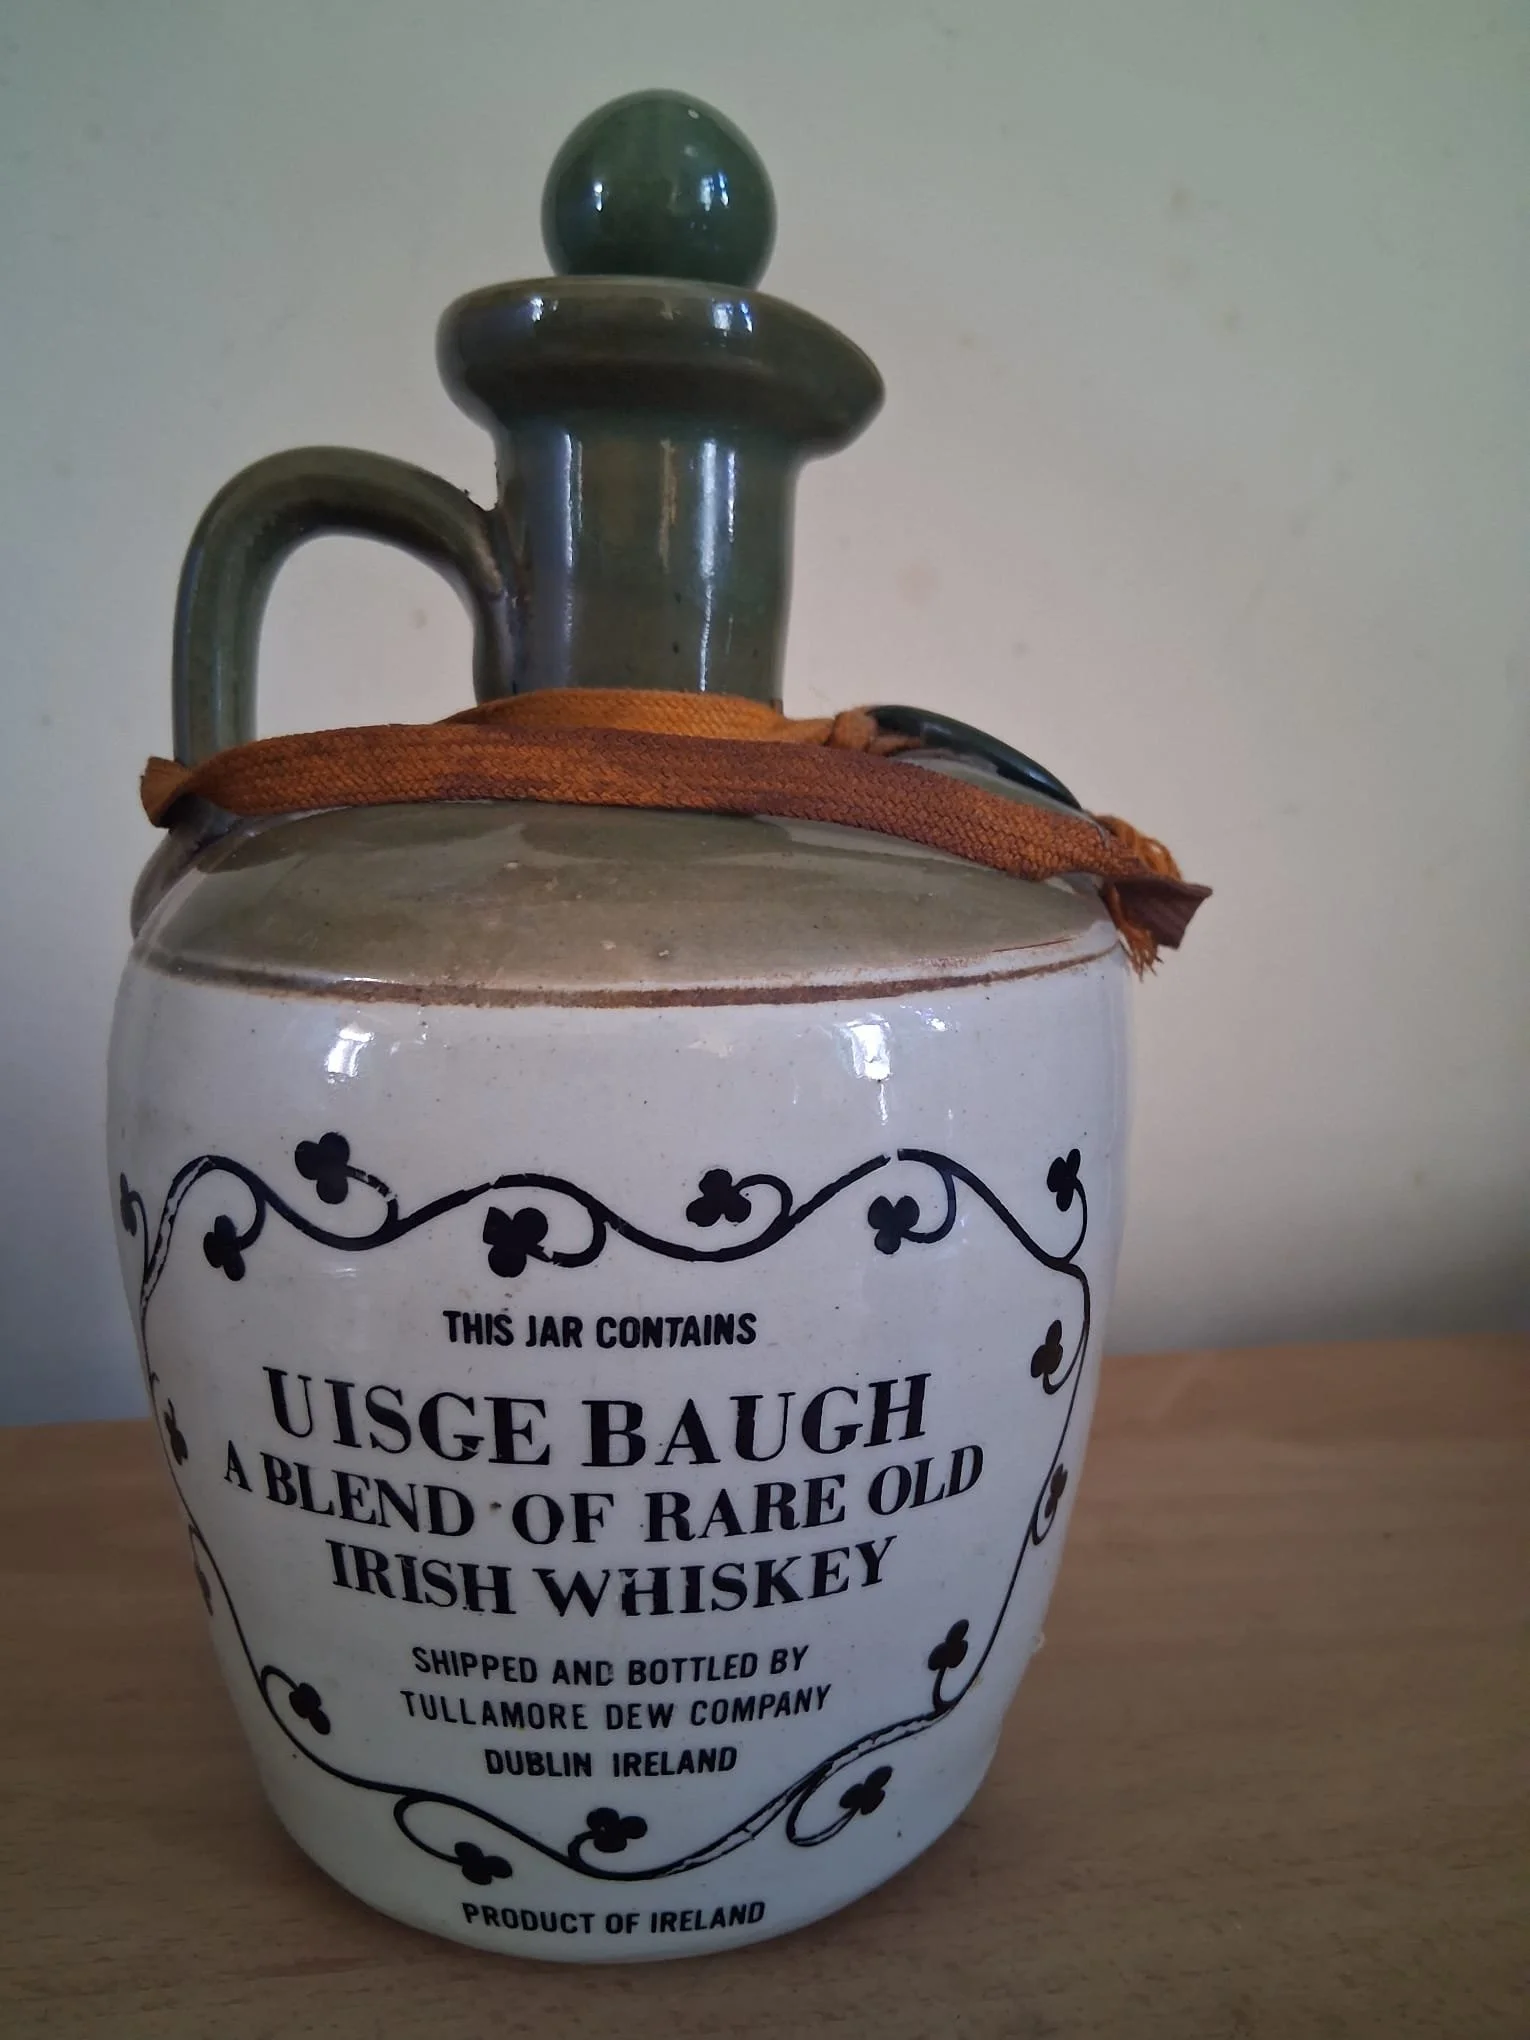 THIS JAR CONTAINS
UISGE BAUGH
A BLEND OF RARE OLD
IRISH WHISKEY
SHIPPED AND BOTTLED BY
TULLAMORE DEW COMPANY
DUBLIN IRELAND
PRODUCT OF IRELAND